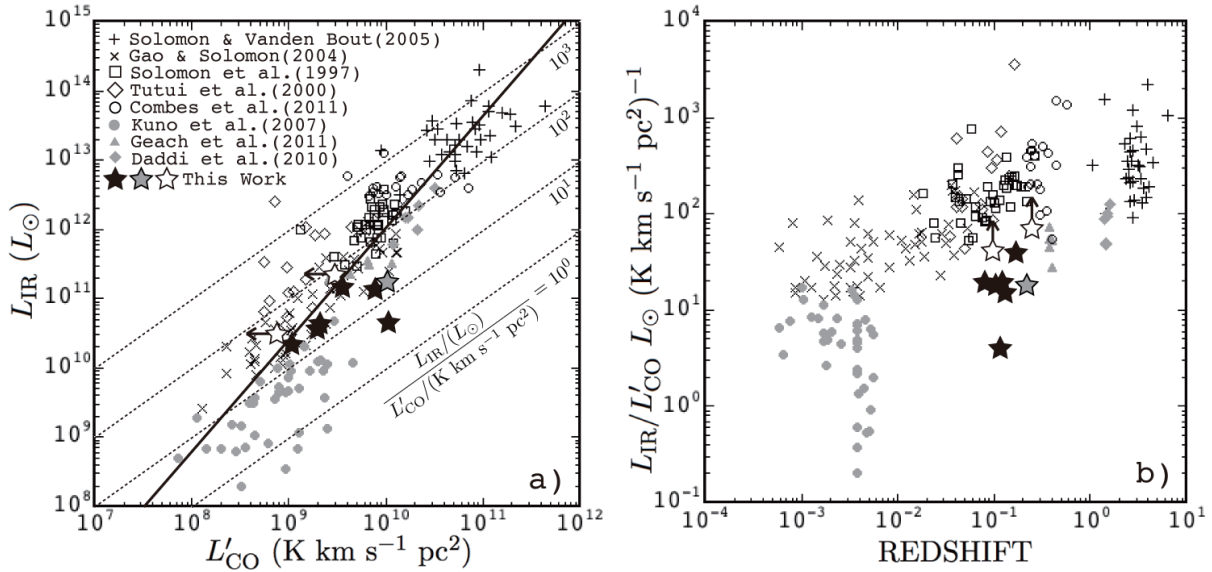 10^15
10^14
10^13
10^12
10^11
10^10
10^9
10^8
L_IR (L_⊙)
+ Solomon & Vanden Bout(2005)
× Gao & Solomon(2004)
□ Solomon et al.(1997)
◇ Tutui et al.(2000)
○ Combes et al.(2011)
● Kuno et al.(2007)
▲ Geach et al.(2011)
◆ Daddi et al.(2010)
★ ★ ☆ This Work
10^3
10^2
10^1
L_IR/(L_⊙)
L′_CO/(K km s^−1 pc^2) = 10^0
a)
10^7 10^8 10^9 10^10 10^11 10^12
L′_CO (K km s^−1 pc^2)
10^4
10^3
10^2
10^1
10^0
10^−1
L_IR/L′_CO L_⊙ (K km s^−1 pc^2)^−1
b)
10^−4 10^−3 10^−2 10^−1 10^0 10^1
REDSHIFT